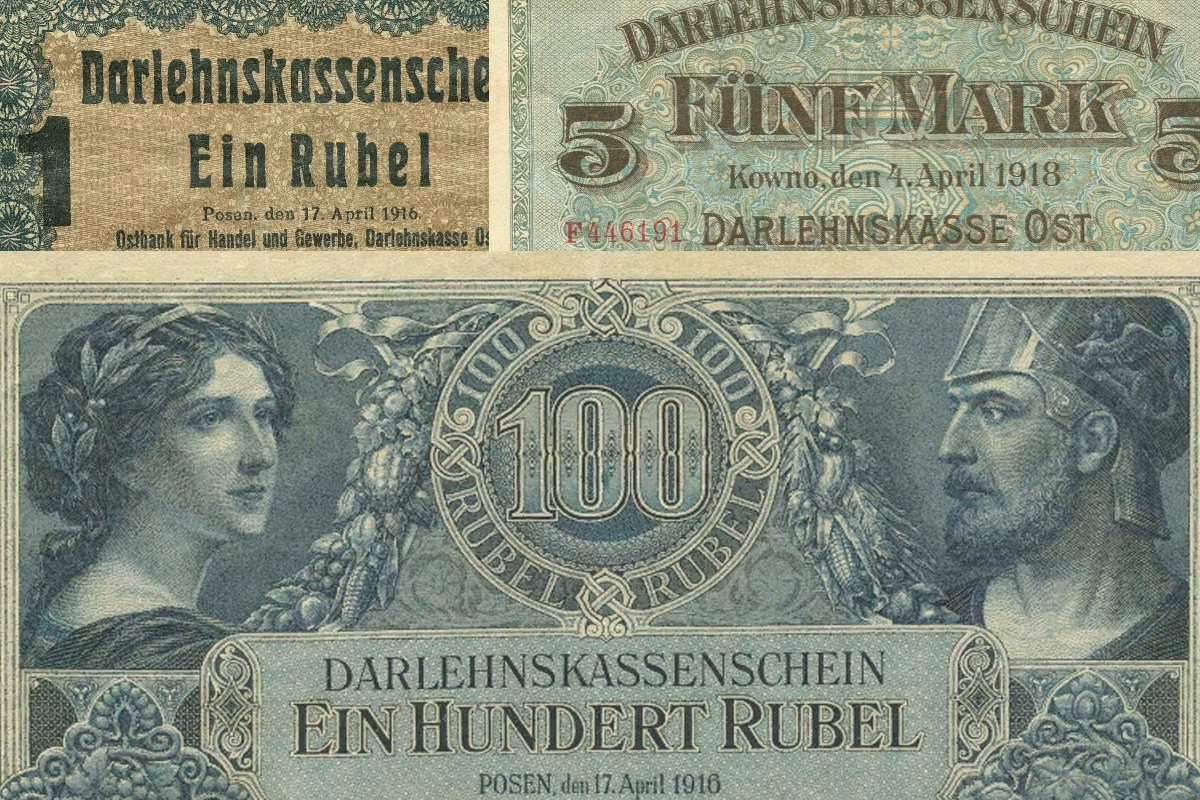 Darlehnskassensche
1
Ein Rubel
Posen, den 17. April 1916.
Ostbank für Handel und Gewerbe, Darlehnskasse Os
DARLEHNSKASSENSCHEIN
5 FÜNF MARK 5
Kowno, den 4. April 1918
F446191 DARLEHNSKASSE OST
100 100
100
RUBEL RUBEL
DARLEHNSKASSENSCHEIN
EIN HUNDERT RUBEL
POSEN, den 17. April 1916